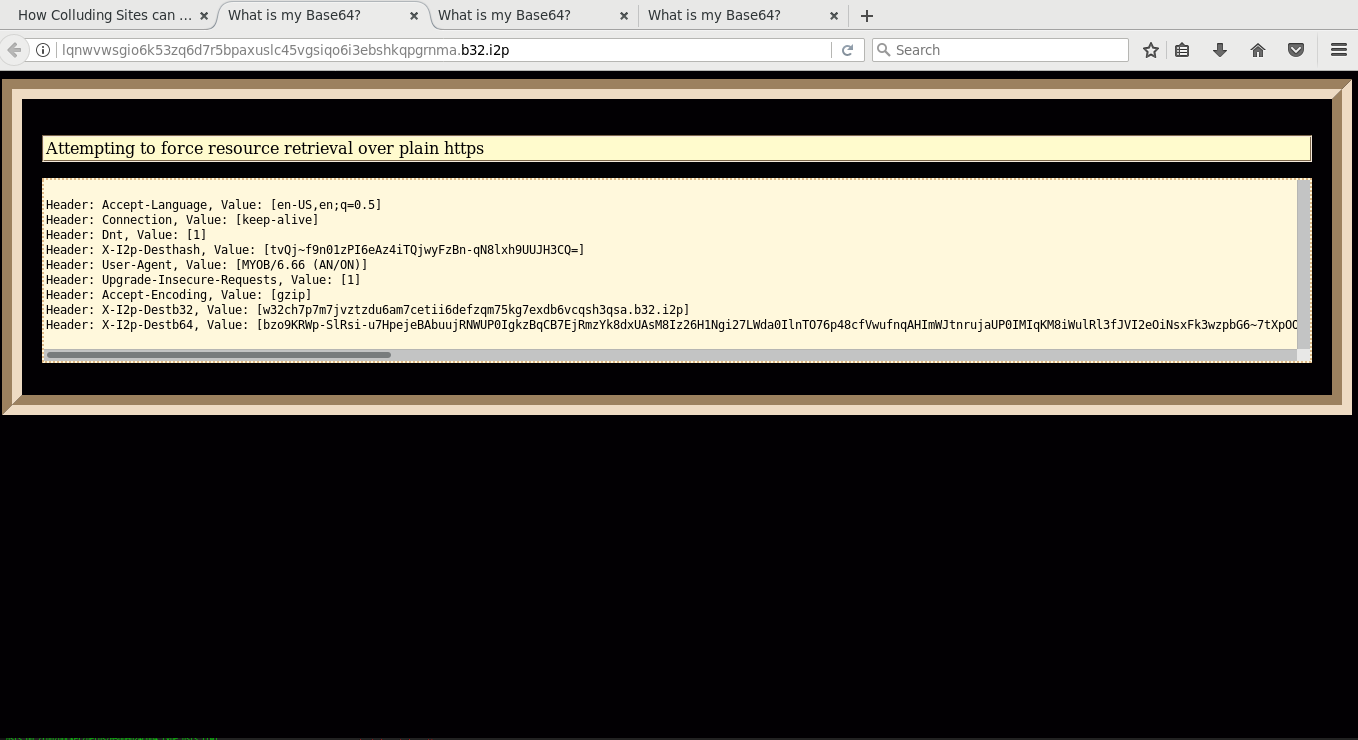 How Colluding Sites can ...
What is my Base64?
What is my Base64?
What is my Base64?
lqnwvwsgio6k53zq6d7r5bpaxuslc45vgsiqo6i3ebshkqpgrnma.b32.i2p
Search
Attempting to force resource retrieval over plain https
Header: Accept-Language, Value: [en-US,en;q=0.5]
Header: Connection, Value: [keep-alive]
Header: Dnt, Value: [1]
Header: X-I2p-Desthash, Value: [tvQj~f9n01zPI6eAz4iTQjwyFzBn-qN8lxh9UUJH3CQ=]
Header: User-Agent, Value: [MYOB/6.66 (AN/ON)]
Header: Upgrade-Insecure-Requests, Value: [1]
Header: Accept-Encoding, Value: [gzip]
Header: X-I2p-Destb32, Value: [w32ch7p7m7jvztzdu6am7cetii6defzqm75kg7exdb6vcqsh3qsa.b32.i2p]
Header: X-I2p-Destb64, Value: [bzo9KRWp-SlRsi-u7HpejeBAbuujRNWUP0IgkzBqCB7EjRmzYk8dxUAsM8Iz26H1Ngi27LWda0IlnTO76p48cfVwufnqAHImWJtnrujaUP0IMIqKM8iWulRl3fJVI2eOiNsxFk3wzpbG6~7tXpOO